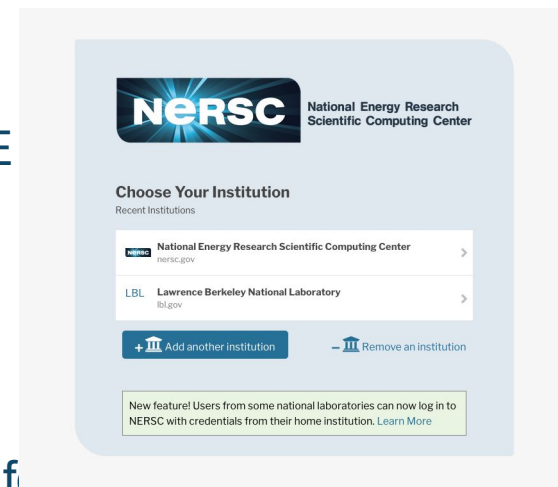 NERSC
National Energy Research
Scientific Computing Center
E
Choose Your Institution
Recent Institutions
NERSC
National Energy Research Scientific Computing Center
nersc.gov
LBL
Lawrence Berkeley National Laboratory
lbl.gov
+ Add another institution
– Remove an institution
New feature! Users from some national laboratories can now log in to
NERSC with credentials from their home institution. Learn More
f